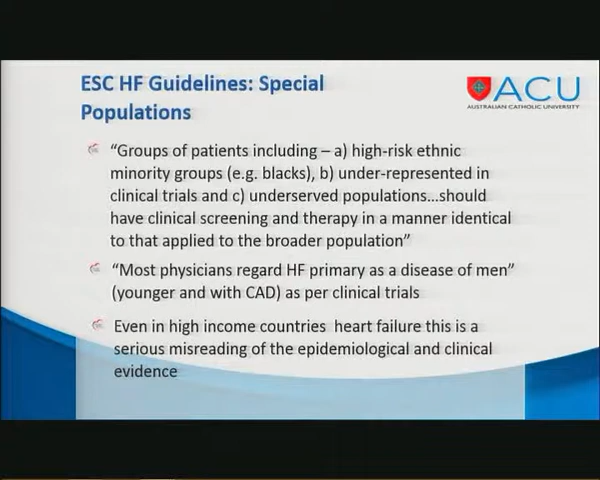 ESC HF Guidelines: Special
Populations
ACU
AUSTRALIAN CATHOLIC UNIVERSITY
"Groups of patients including – a) high-risk ethnic
minority groups (e.g. blacks), b) under-represented in
clinical trials and c) underserved populations...should
have clinical screening and therapy in a manner identical
to that applied to the broader population"
"Most physicians regard HF primary as a disease of men"
(younger and with CAD) as per clinical trials
Even in high income countries heart failure this is a
serious misreading of the epidemiological and clinical
evidence